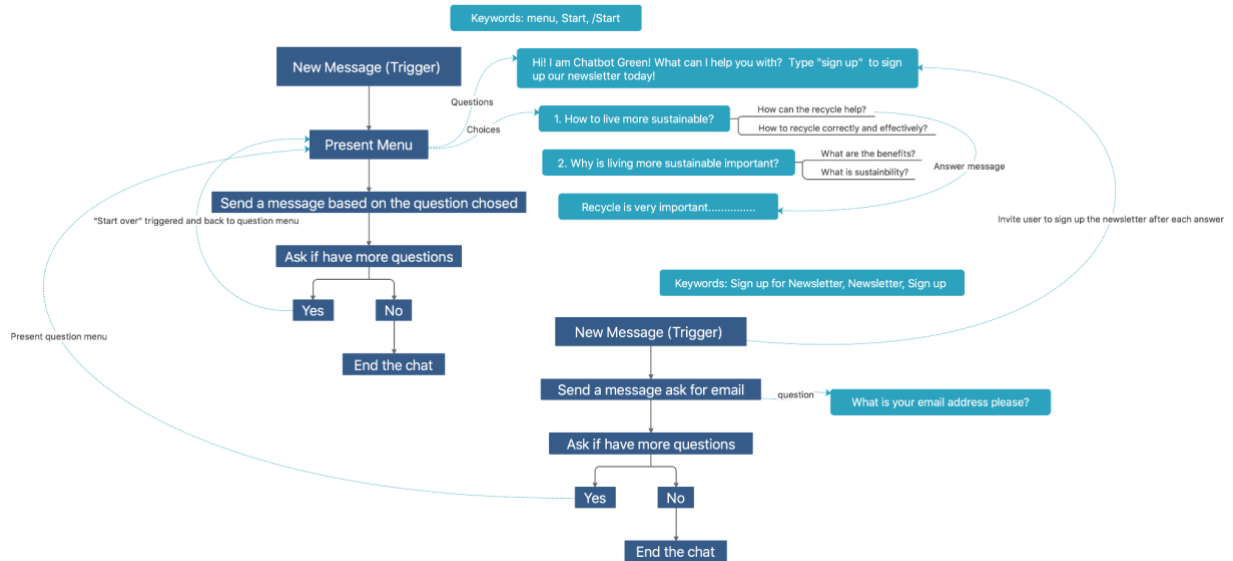 Keywords: menu, Start, /Start
New Message (Trigger)
Hi! I am Chatbot Green! What can I help you with?  Type "sign up"  to sign
up our newsletter today!
Questions
Choices
Present Menu
1. How to live more sustainable?
How can the recycle help?
How to recycle correctly and effectively?
2. Why is living more sustainable important?
What are the benefits?
What is sustainbility?
Answer message
Send a message based on the question chosed
Recycle is very important...............
"Start over" triggered and back to question menu
Invite user to sign up the newsletter after each answer
Ask if have more questions
Yes
No
End the chat
Present question menu
Keywords: Sign up for Newsletter, Newsletter, Sign up
New Message (Trigger)
Send a message ask for email
question
What is your email address please?
Ask if have more questions
Yes
No
End the chat